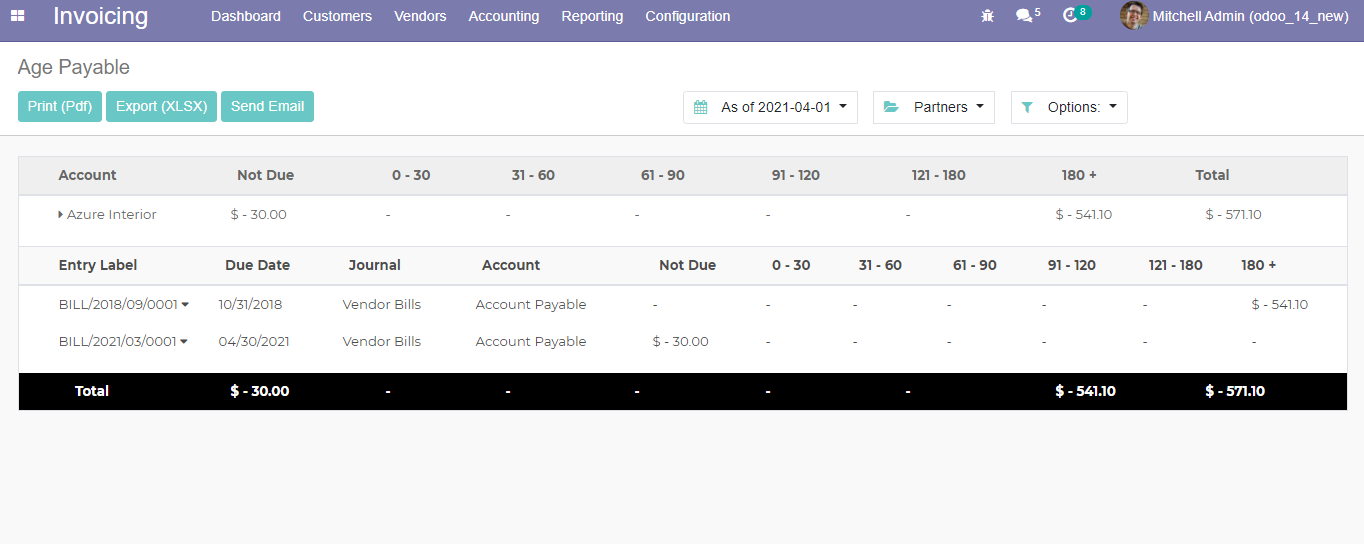 Invoicing Dashboard Customers Vendors Accounting Reporting Configuration 5 8 Mitchell Admin (odoo_14_new)
Age Payable
Print (Pdf) Export (XLSX) Send Email As of 2021-04-01 Partners Options:
Account Not Due 0 - 30 31 - 60 61 - 90 91 - 120 121 - 180 180 + Total
Azure Interior $ - 30.00 - - - - - $ - 541.10 $ - 571.10
Entry Label Due Date Journal Account Not Due 0 - 30 31 - 60 61 - 90 91 - 120 121 - 180 180 +
BILL/2018/09/0001 10/31/2018 Vendor Bills Account Payable - - - - - - $ - 541.10
BILL/2021/03/0001 04/30/2021 Vendor Bills Account Payable $ - 30.00 - - - - - -
Total $ - 30.00 - - - - - $ - 541.10 $ - 571.10